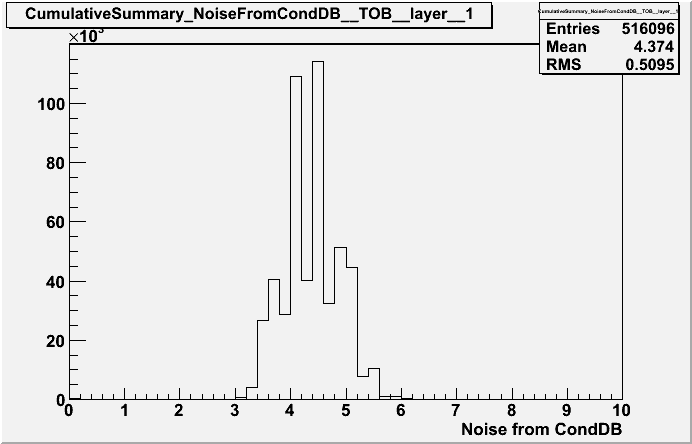 CumulativeSummary_NoiseFromCondDB__TOB__layer__1
CumulativeSummary_NoiseFromCondDB__TOB__layer__1
Entries 516096
Mean 4.374
RMS 0.5095
×10³
100
80
60
40
20
0
0 1 2 3 4 5 6 7 8 9 10
Noise from CondDB